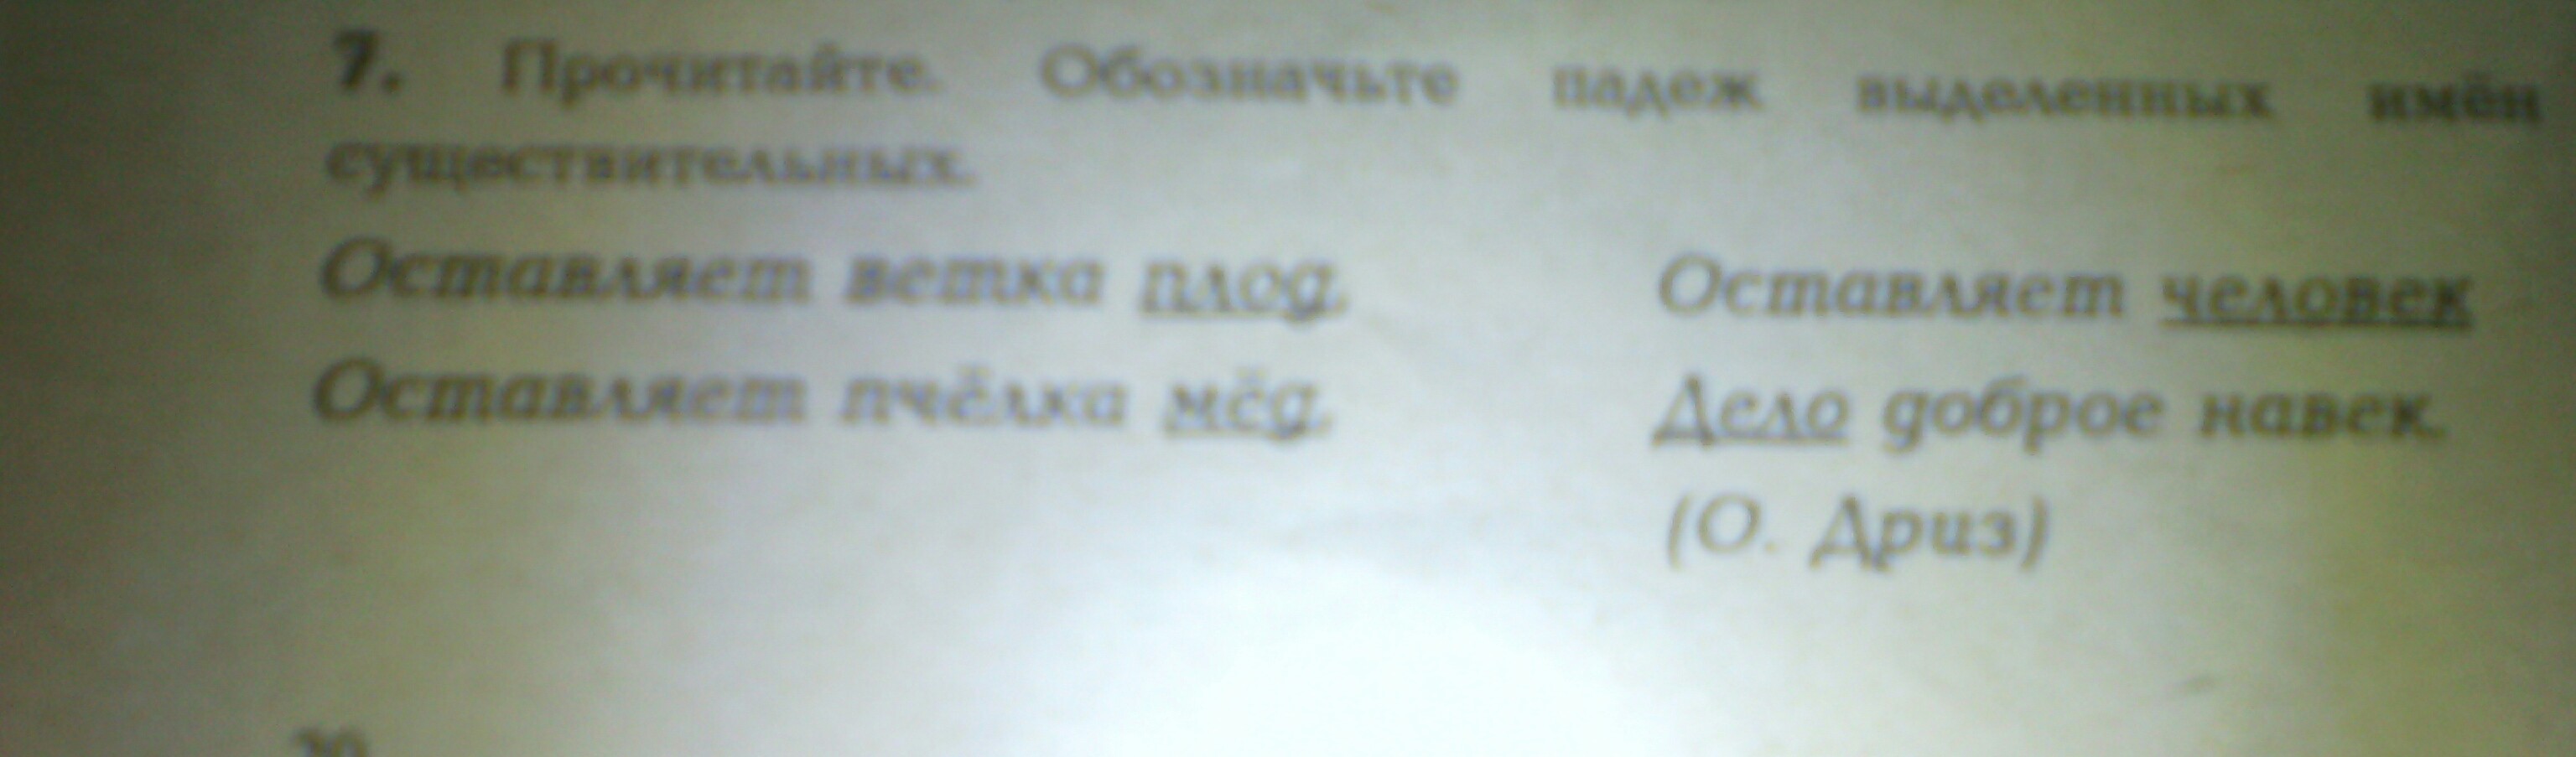 7. Прочитайте. Обозначьте падеж выделенных имён
существительных.
Оставляет ветка плод.
Оставляет пчёлка мёд.
Оставляет человек
Дело доброе навек.
(О. Дриз)